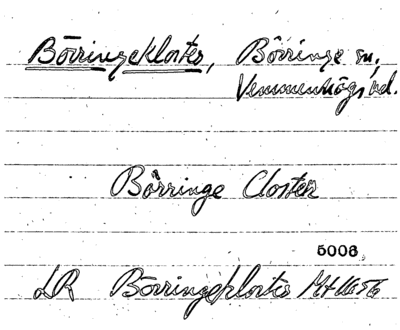 Börringekloster, Börringe sn,
Vemmenhögs hd.
Börringe Closter
5006
LR Börringekloster